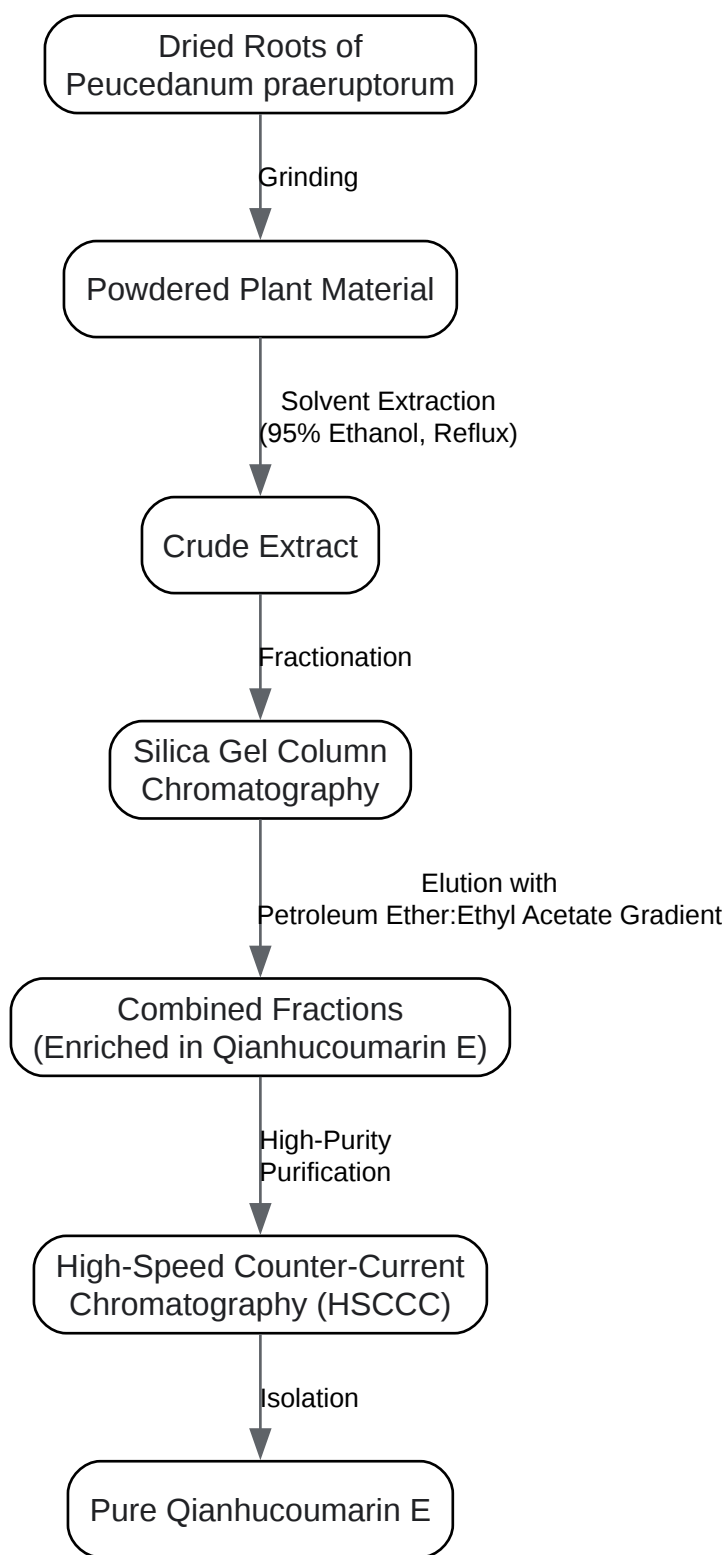 Dried Roots of
Peucedanum praeruptorum
Grinding
Powdered Plant Material
Solvent Extraction
(95% Ethanol, Reflux)
Crude Extract
Fractionation
Silica Gel Column
Chromatography
Elution with
Petroleum Ether:Ethyl Acetate Gradient
Combined Fractions
(Enriched in Qianhucoumarin E)
High-Purity
Purification
High-Speed Counter-Current
Chromatography (HSCCC)
Isolation
Pure Qianhucoumarin E